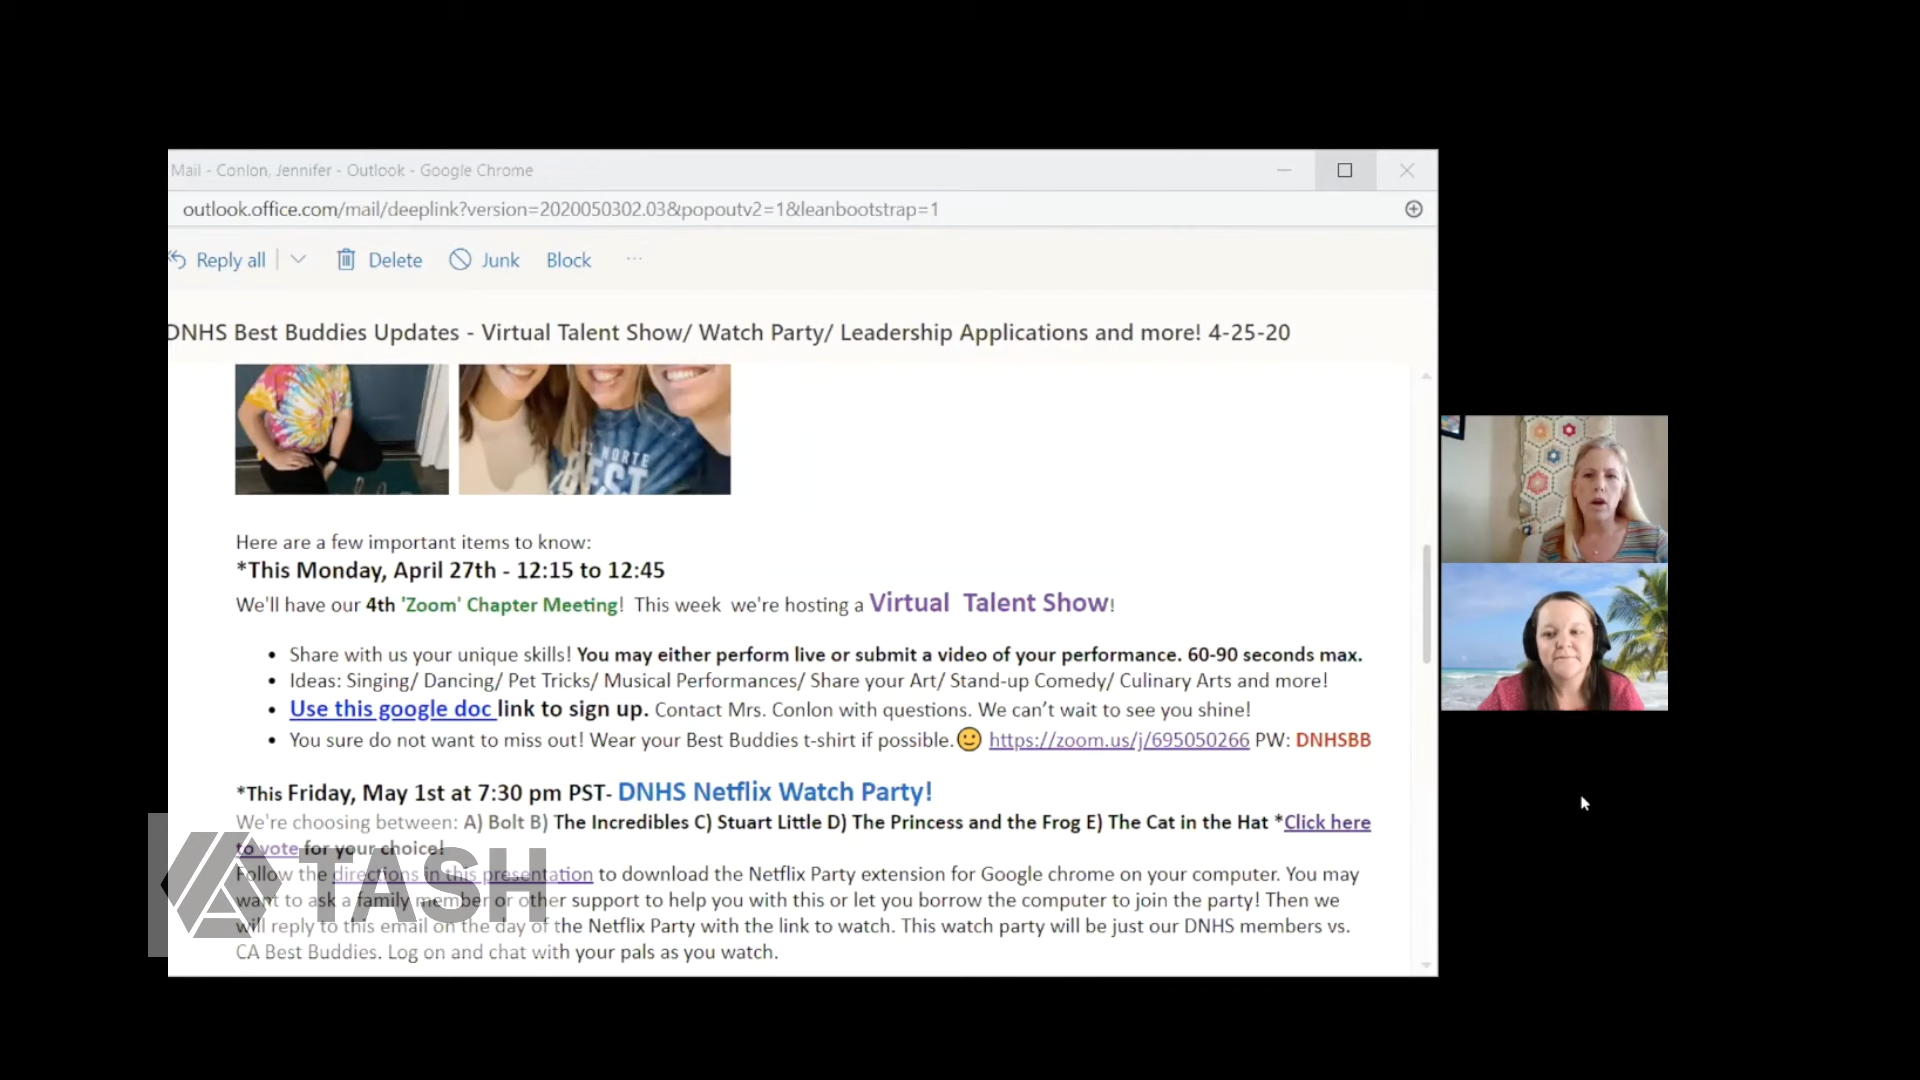 Mail - Conlon, Jennifer - Outlook - Google Chrome
outlook.office.com/mail/deeplink?version=2020050302.03&popoutv2=1&leanbootstrap=1
Reply all
Delete
Junk
Block
DNHS Best Buddies Updates - Virtual Talent Show/ Watch Party/ Leadership Applications and more! 4-25-20
NORTE
BEST
Here are a few important items to know:
*This Monday, April 27th - 12:15 to 12:45
We'll have our 4th 'Zoom' Chapter Meeting! This week we're hosting a Virtual Talent Show!
• Share with us your unique skills! You may either perform live or submit a video of your performance. 60-90 seconds max.
• Ideas: Singing/ Dancing/ Pet Tricks/ Musical Performances/ Share your Art/ Stand-up Comedy/ Culinary Arts and more!
• Use this google doc link to sign up. Contact Mrs. Conlon with questions. We can't wait to see you shine!
• You sure do not want to miss out! Wear your Best Buddies t-shirt if possible.🙂 https://zoom.us/j/695050266 PW: DNHSBB
*This Friday, May 1st at 7:30 pm PST- DNHS Netflix Watch Party!
We're choosing between: A) Bolt B) The Incredibles C) Stuart Little D) The Princess and the Frog E) The Cat in the Hat *Click here
to vote for your choice!
Follow the directions in this presentation to download the Netflix Party extension for Google chrome on your computer. You may
want to ask a family member or other support to help you with this or let you borrow the computer to join the party! Then we
will reply to this email on the day of the Netflix Party with the link to watch. This watch party will be just our DNHS members vs.
CA Best Buddies. Log on and chat with your pals as you watch.
TASH